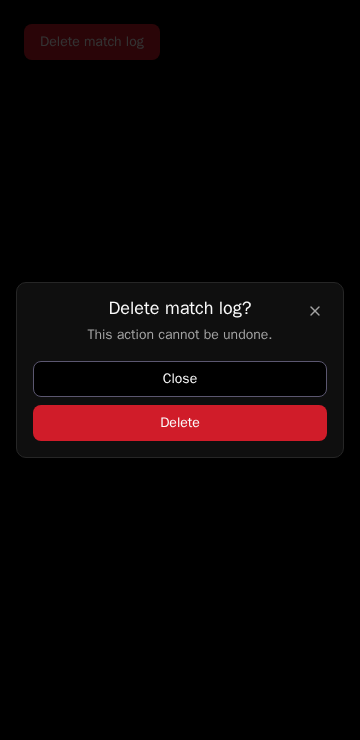 Delete match log
Delete match log?
This action cannot be undone.
Close
Delete